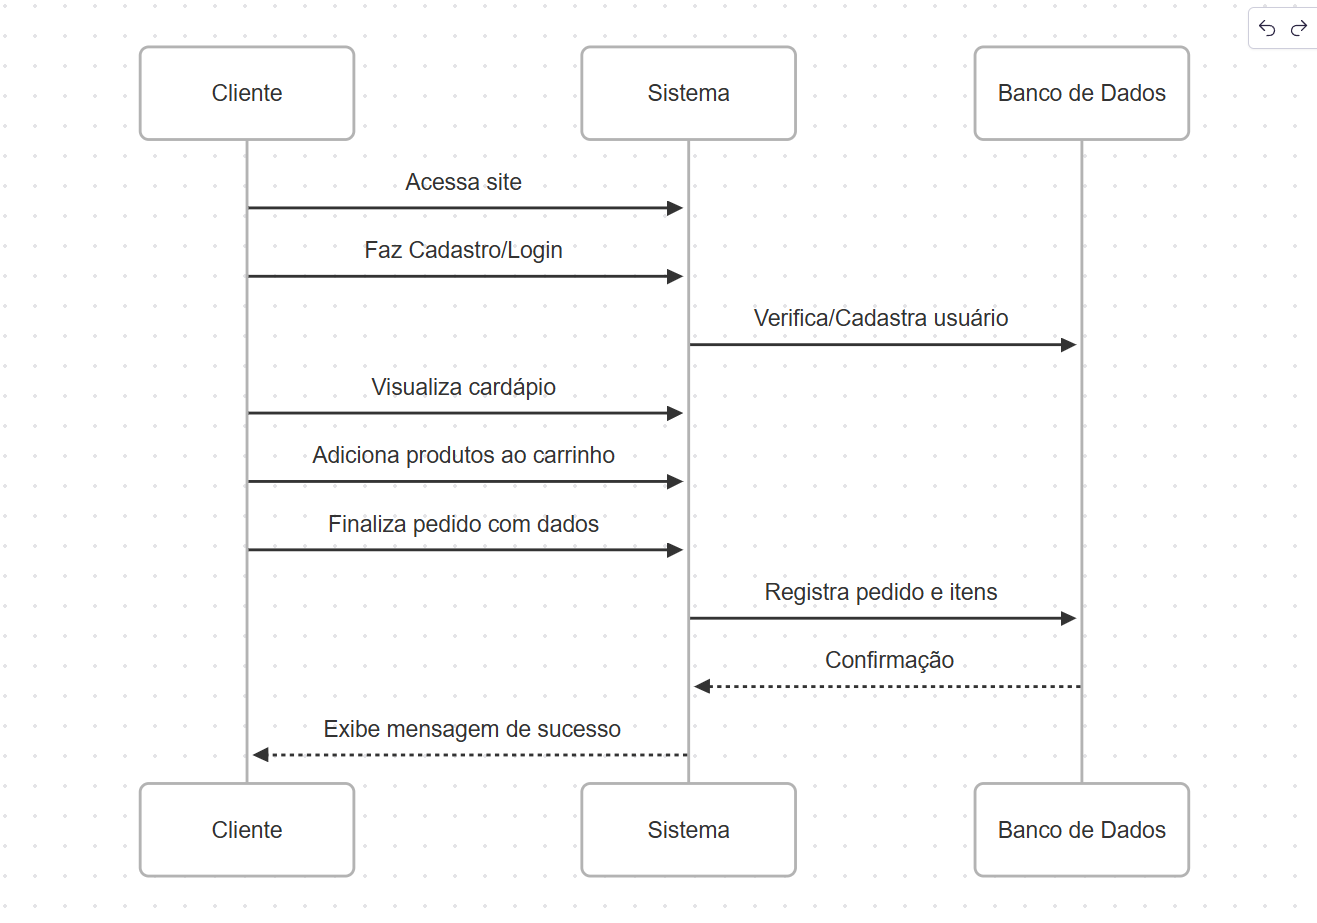 Cliente
Sistema
Banco de Dados
Acessa site
Faz Cadastro/Login
Verifica/Cadastra usuário
Visualiza cardápio
Adiciona produtos ao carrinho
Finaliza pedido com dados
Registra pedido e itens
Confirmação
Exibe mensagem de sucesso
Cliente
Sistema
Banco de Dados